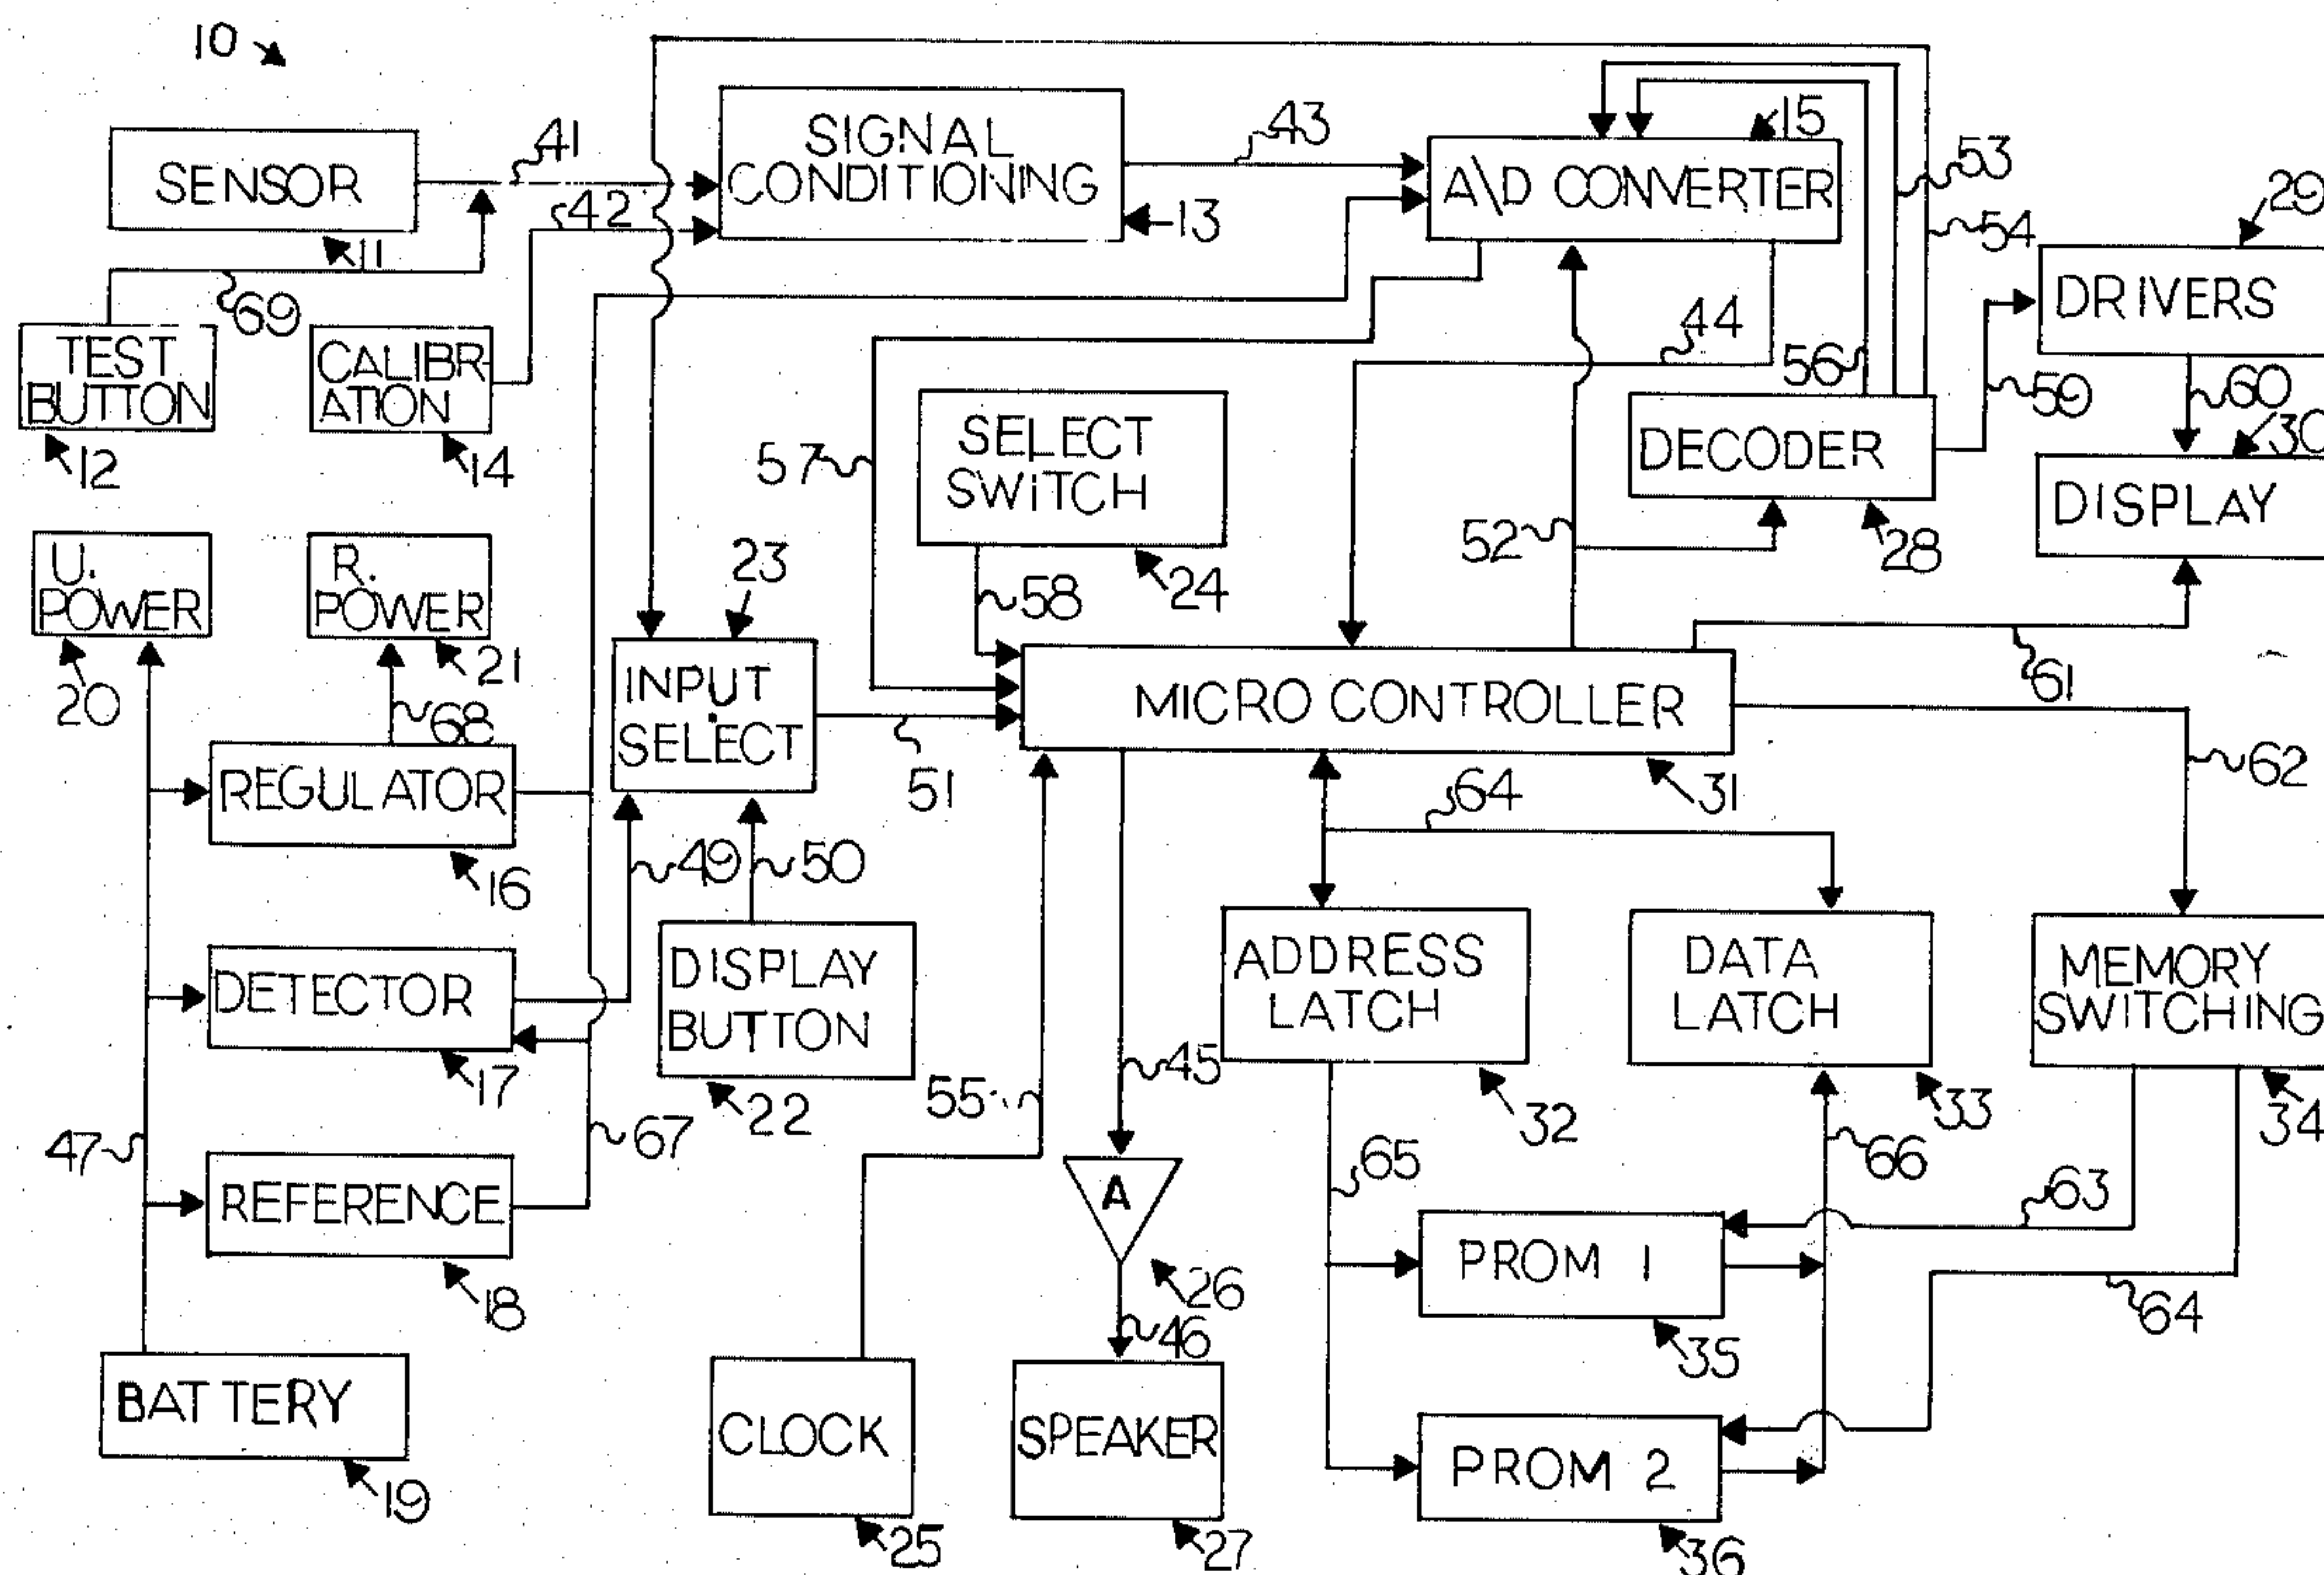 10
SENSOR
11
41
42
SIGNAL
CONDITIONING
13
43
A\D CONVERTER
15
53
54
29
DRIVERS
69
TEST
BUTTON
12
CALIBR-
ATION
14
57
SELECT
SWITCH
24
58
44
52
56
DECODER
28
59
60
30
DISPLAY
U.
POWER
20
R.
POWER
21
68
23
INPUT
SELECT
51
MICRO CONTROLLER
31
61
62
REGULATOR
16
49
50
64
DETECTOR
17
DISPLAY
BUTTON
22
55
45
ADDRESS
LATCH
32
DATA
LATCH
33
MEMORY
SWITCHING
34
47
67
REFERENCE
18
A
26
46
65
66
63
PROM 1
35
64
BATTERY
19
CLOCK
25
SPEAKER
27
PROM 2
36